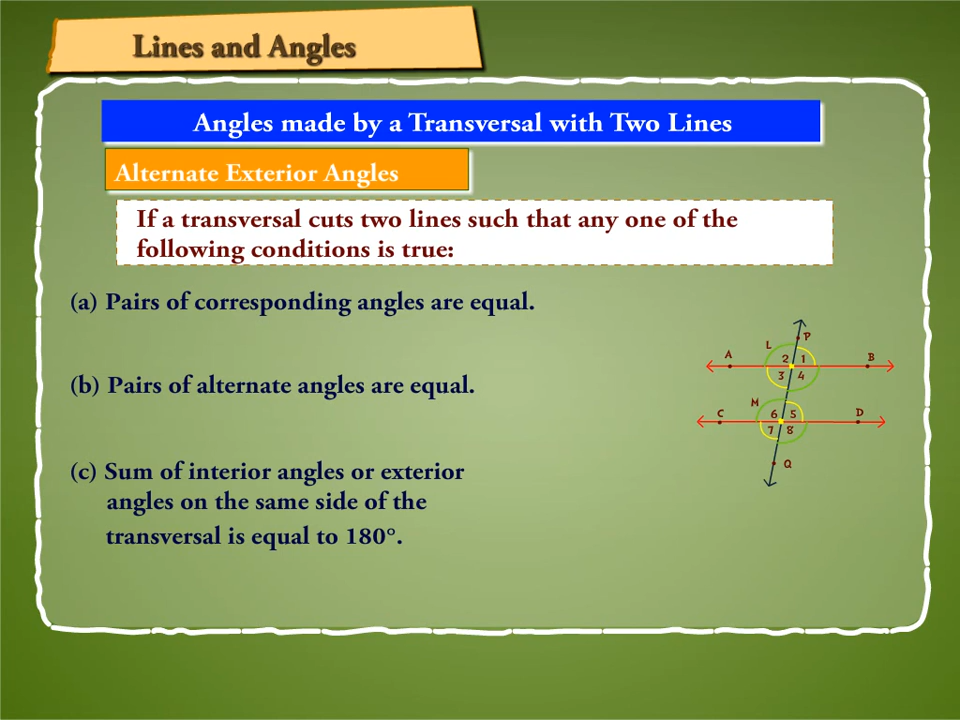 Lines and Angles
Angles made by a Transversal with Two Lines
Alternate Exterior Angles
If a transversal cuts two lines such that any one of the
following conditions is true:
(a) Pairs of corresponding angles are equal.
(b) Pairs of alternate angles are equal.
(c) Sum of interior angles or exterior
angles on the same side of the
transversal is equal to 180°.
P
L
A 2 1 B
3 4
M
C 6 5 D
7 8
Q